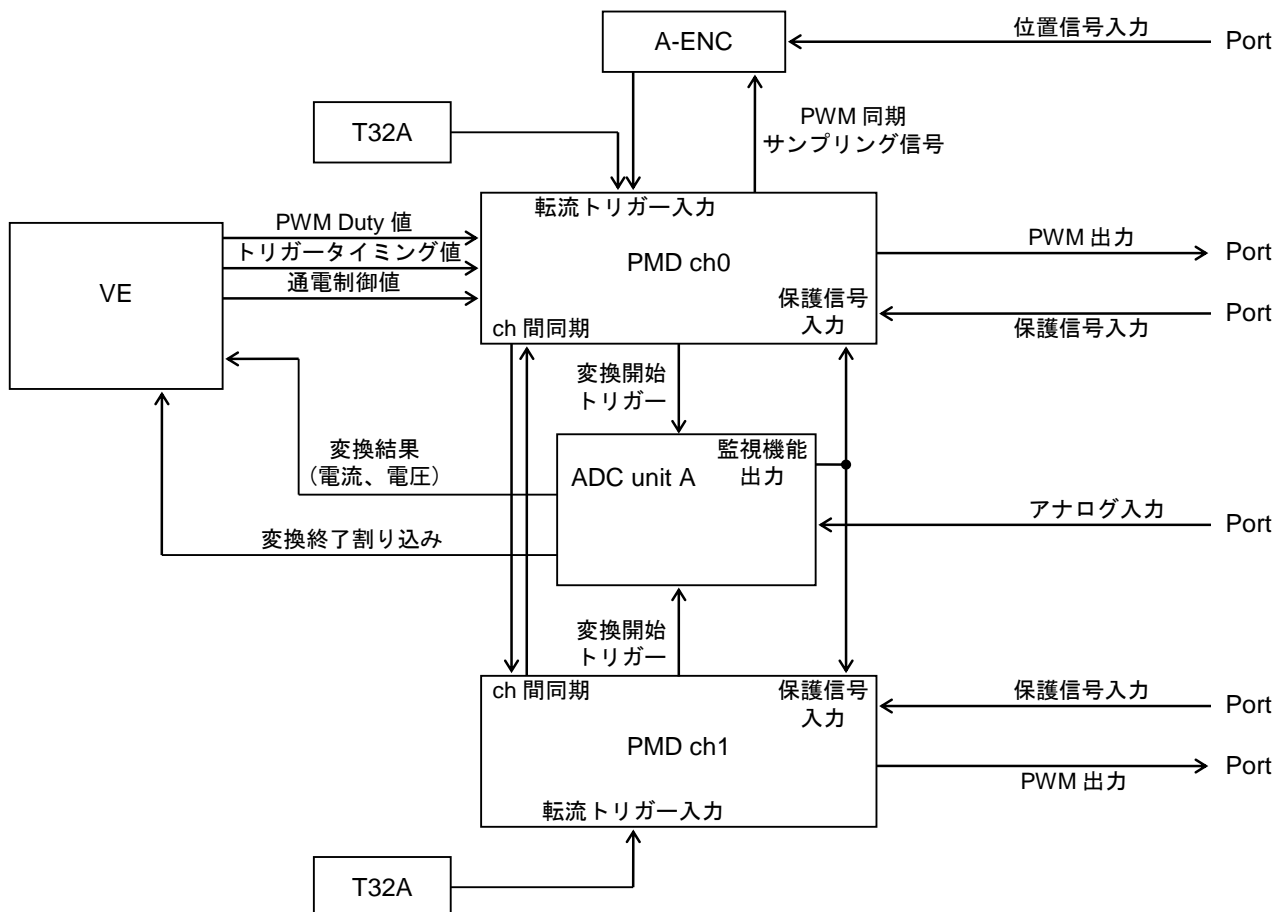 A-ENC
位置信号入力
Port
T32A
PWM 同期
サンプリング信号
転流トリガー入力
PWM Duty 値
トリガータイミング値
通電制御値
VE
PMD ch0
PWM 出力
Port
保護信号
入力
保護信号入力
Port
ch 間同期
変換開始
トリガー
変換結果
（電流、電圧）
ADC unit A
監視機能
出力
アナログ入力
Port
変換終了割り込み
変換開始
トリガー
ch 間同期
保護信号
入力
保護信号入力
Port
PMD ch1
PWM 出力
Port
転流トリガー入力
T32A